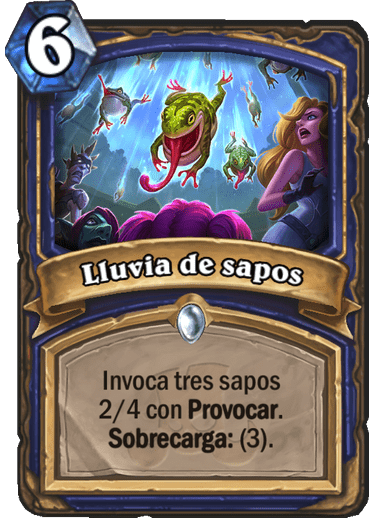 6
Lluvia de sapos
Invoca tres sapos
2/4 con Provocar.
Sobrecarga: (3).